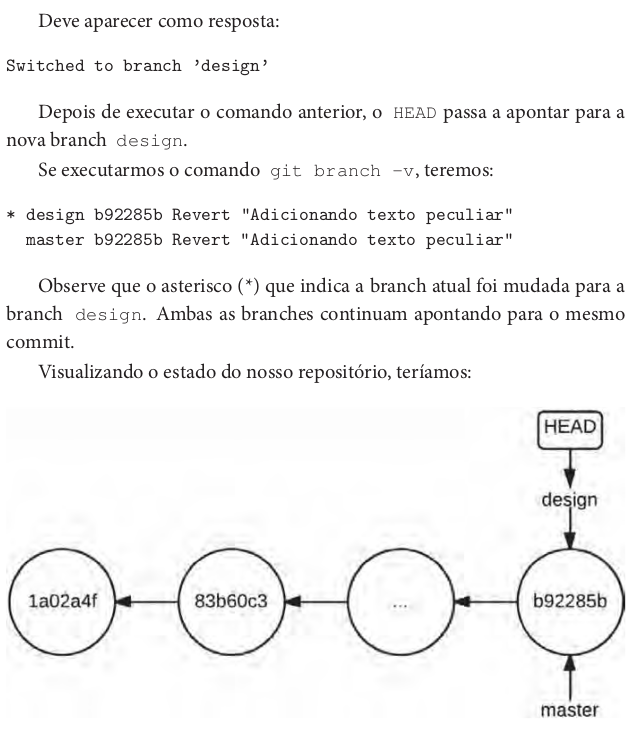 Deve aparecer como resposta:
Switched to branch ’design’
Depois de executar o comando anterior, o HEAD passa a apontar para a
nova branch design.
Se executarmos o comando git branch -v, teremos:
* design b92285b Revert "Adicionando texto peculiar"
master b92285b Revert "Adicionando texto peculiar"
Observe que o asterisco (*) que indica a branch atual foi mudada para a
branch design. Ambas as branches continuam apontando para o mesmo
commit.
Visualizando o estado do nosso repositório, teríamos:
HEAD
design
1a02a4f 83b60c3 ... b92285b
master